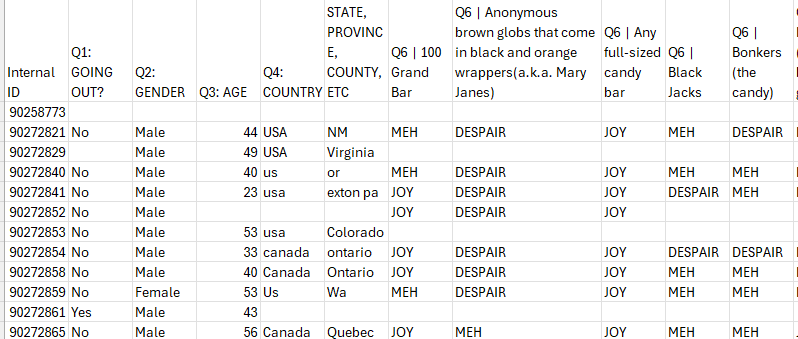 Internal ID	Q1: GOING OUT?	Q2: GENDER	Q3: AGE	Q4: COUNTRY	STATE, PROVINCE, COUNTY, ETC	Q6 | 100 Grand Bar	Q6 | Anonymous brown globs that come in black and orange wrappers(a.k.a. Mary Janes)	Q6 | Any full-sized candy bar	Q6 | Black Jacks	Q6 | Bonkers (the candy)
90258773
90272821	No	Male	44	USA	NM	MEH	DESPAIR	JOY	MEH	DESPAIR
90272829		Male	49	USA	Virginia
90272840	No	Male	40	us	or	MEH	DESPAIR	JOY	MEH	MEH
90272841	No	Male	23	usa	exton pa	JOY	DESPAIR	JOY	DESPAIR	MEH
90272852	No	Male				JOY	DESPAIR	JOY
90272853	No	Male	53	usa	Colorado
90272854	No	Male	33	canada	ontario	JOY	DESPAIR	JOY	DESPAIR	DESPAIR
90272858	No	Male	40	Canada	Ontario	JOY	DESPAIR	JOY	MEH	MEH
90272859	No	Female	53	Us	Wa	MEH	DESPAIR	JOY	MEH	MEH
90272861	Yes	Male	43
90272865	No	Male	56	Canada	Quebec	JOY	MEH	JOY	MEH	MEH